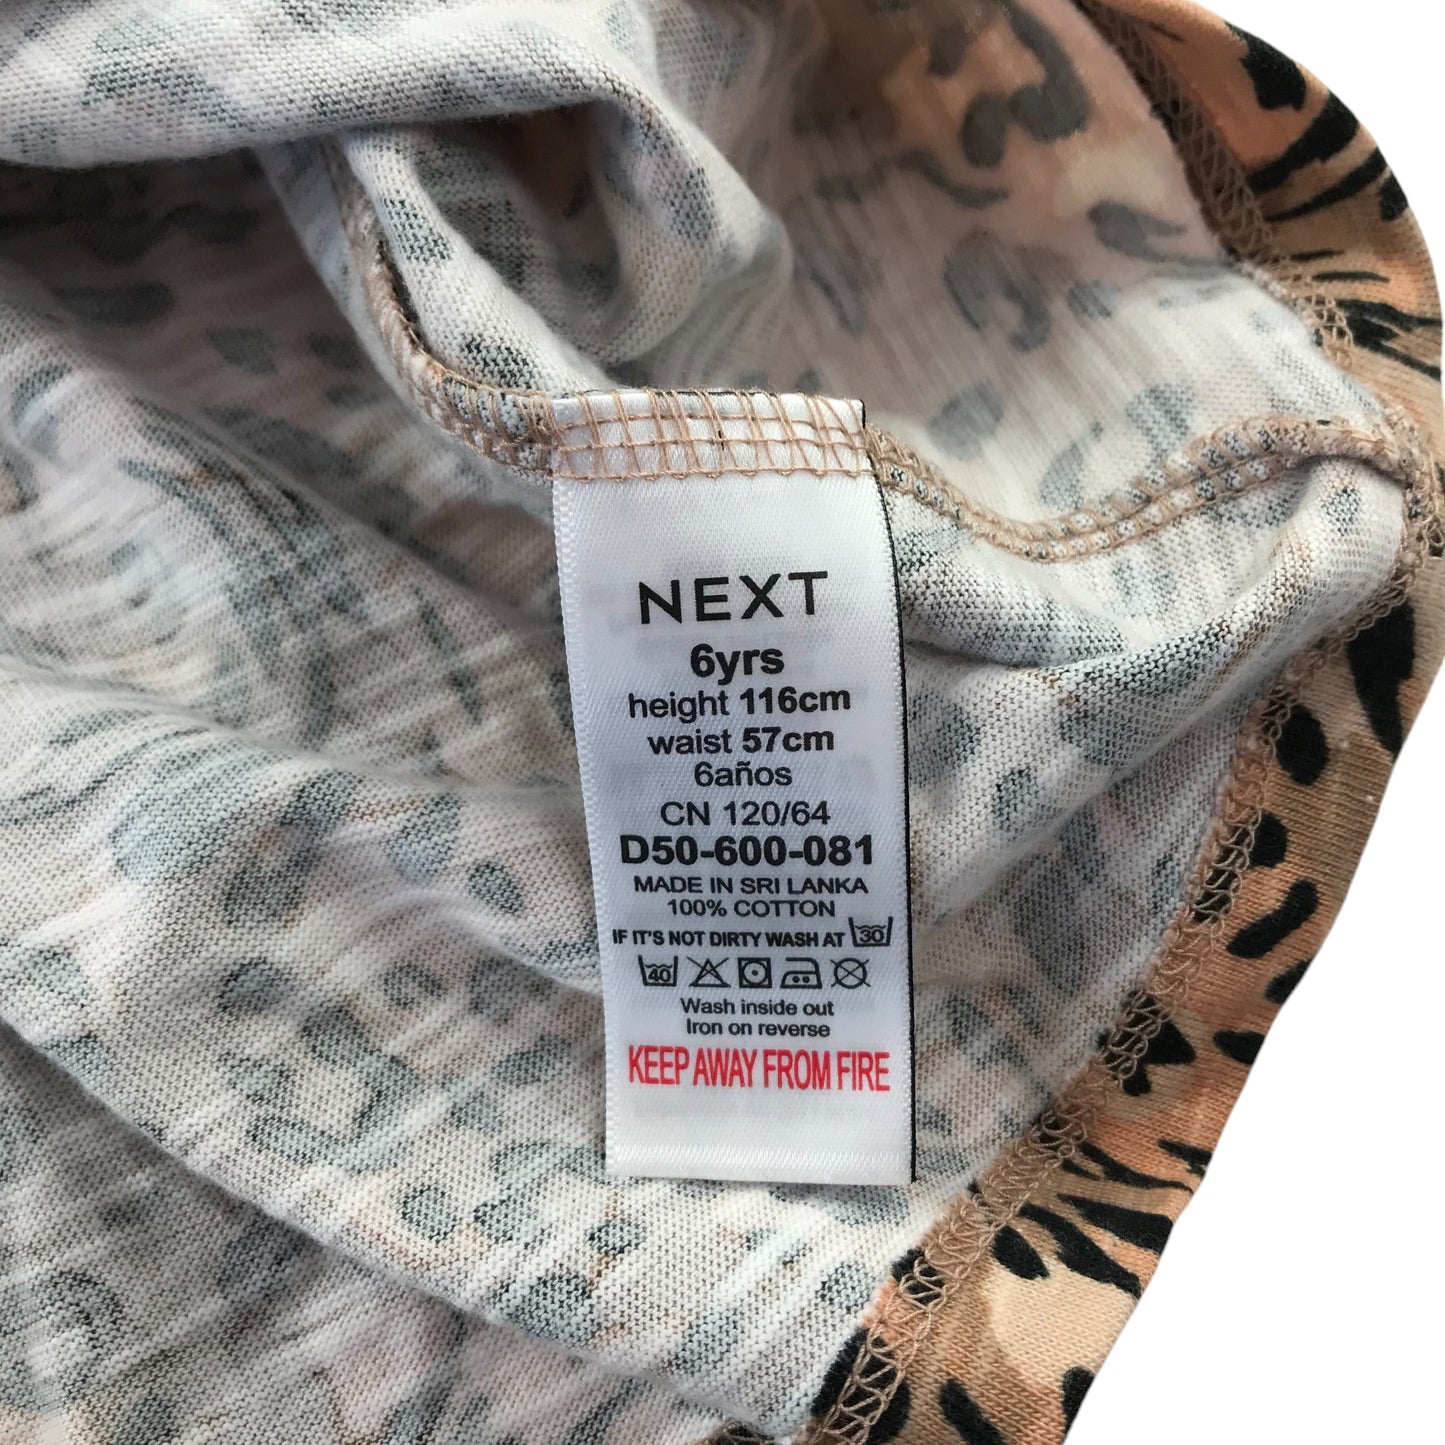 NEXT
6yrs
height 116cm
waist 57cm
6años
CN 120/64
D50-600-081
MADE IN SRI LANKA
100% COTTON
IF IT'S NOT DIRTY WASH AT 30
40
Wash inside out
Iron on reverse
KEEP AWAY FROM FIRE